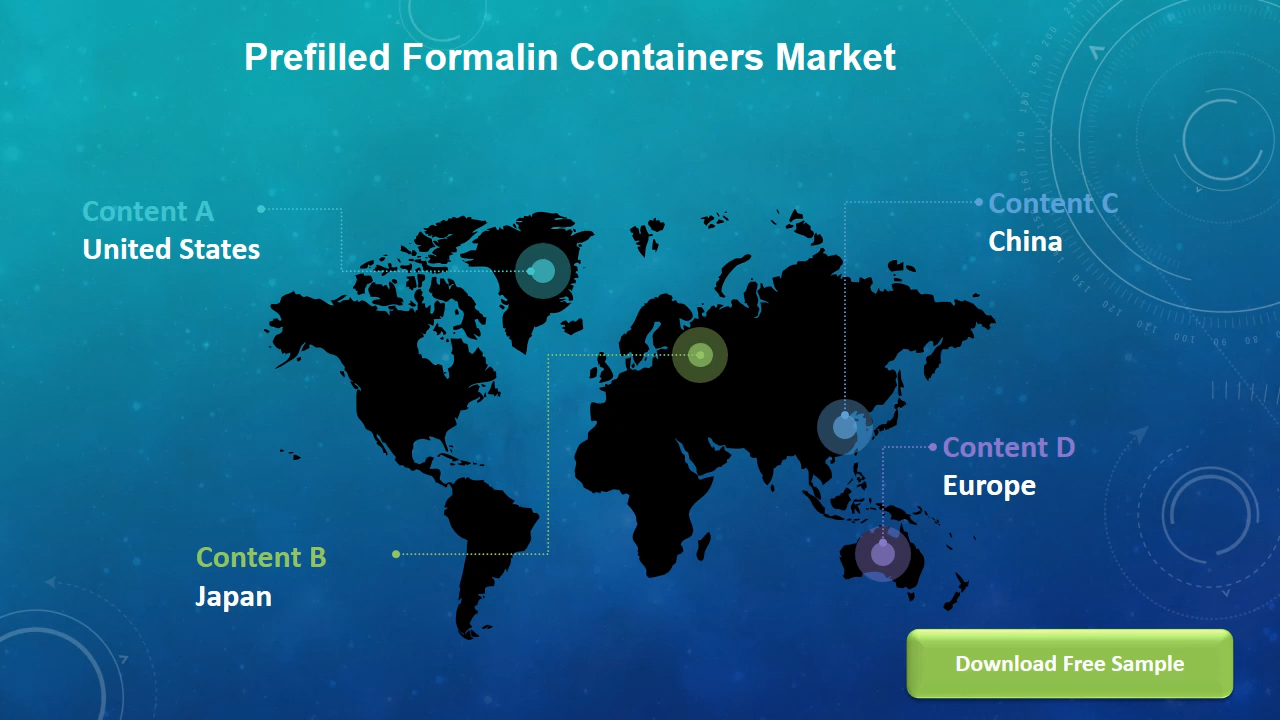 Prefilled Formalin Containers Market
Content A
United States
Content C
China
Content D
Europe
Content B
Japan
Download Free Sample